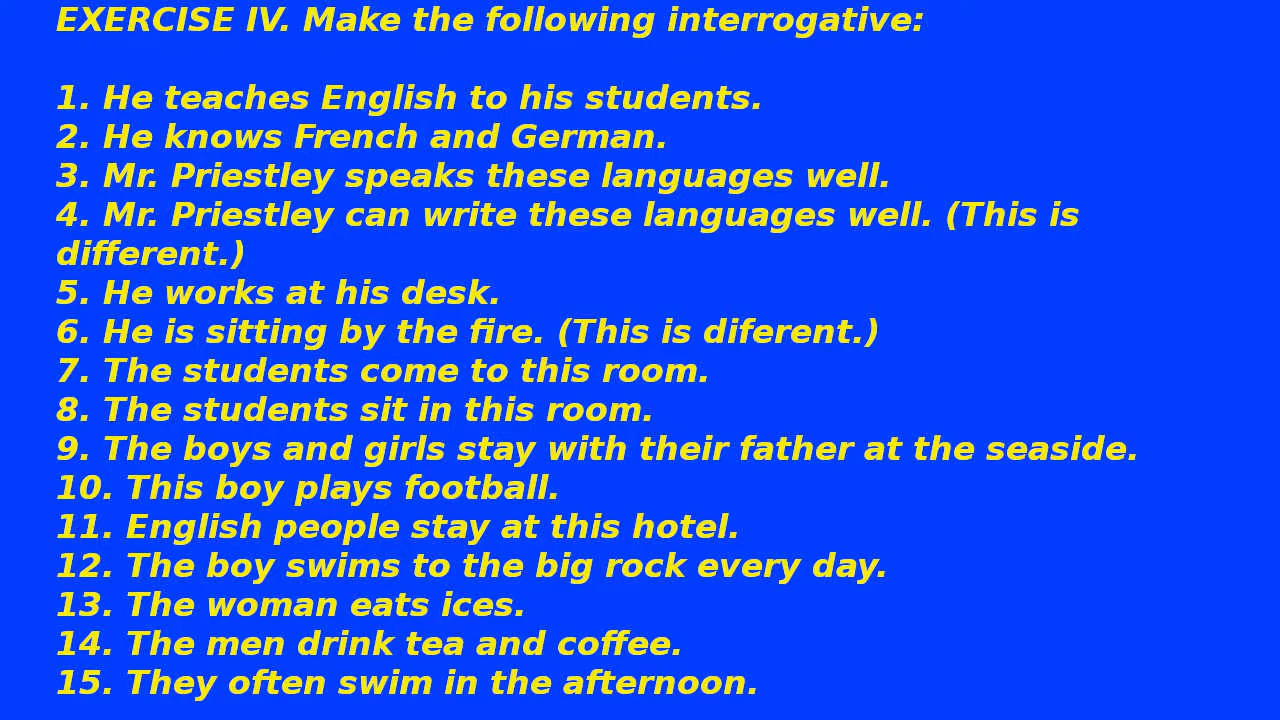 EXERCISE IV. Make the following interrogative:
1. He teaches English to his students.
2. He knows French and German.
3. Mr. Priestley speaks these languages well.
4. Mr. Priestley can write these languages well. (This is
different.)
5. He works at his desk.
6. He is sitting by the fire. (This is diferent.)
7. The students come to this room.
8. The students sit in this room.
9. The boys and girls stay with their father at the seaside.
10. This boy plays football.
11. English people stay at this hotel.
12. The boy swims to the big rock every day.
13. The woman eats ices.
14. The men drink tea and coffee.
15. They often swim in the afternoon.